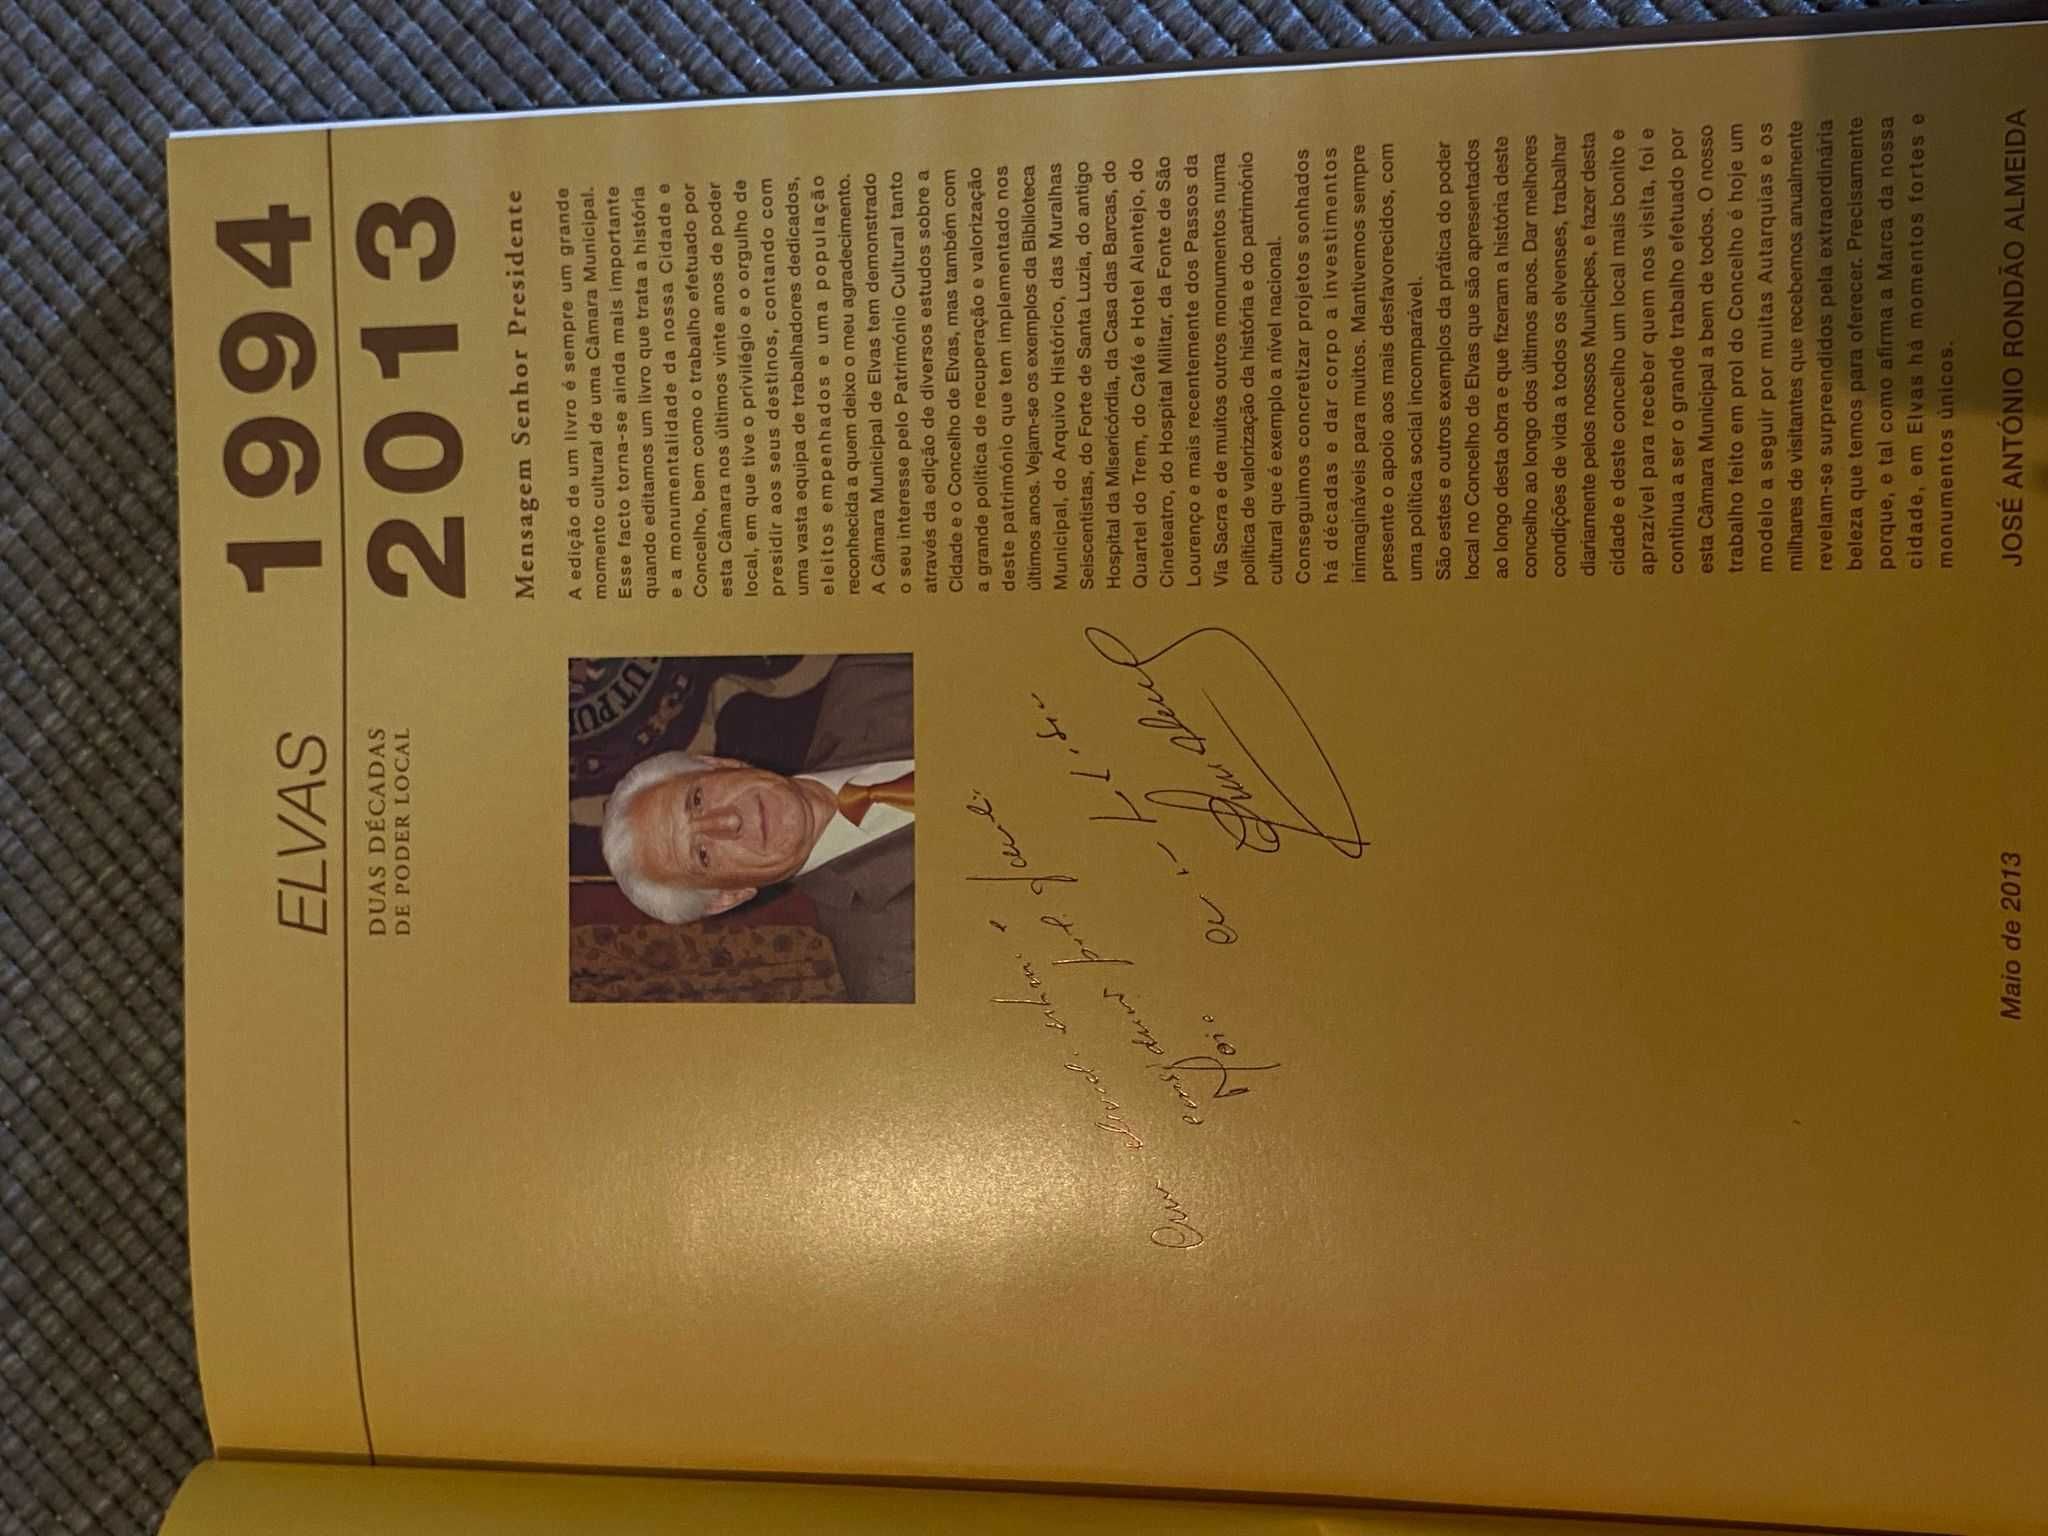 ELVAS 1994
DUAS DÉCADAS
DE PODER LOCAL
2013
Mensagem Senhor Presidente
A edição de um livro é sempre um grande
momento cultural de uma Câmara Municipal.
Esse facto torna-se ainda mais importante
quando editamos um livro que trata a história
e a monumentalidade da nossa Cidade e
Concelho, bem como o trabalho efetuado por
esta Câmara nos últimos vinte anos de poder
local, em que tive o privilégio e o orgulho de
presidir aos seus destinos, contando com
uma vasta equipa de trabalhadores dedicados,
eleitos empenhados e uma população
reconhecida a quem deixo o meu agradecimento.
A Câmara Municipal de Elvas tem demonstrado
o seu interesse pelo Património Cultural tanto
através da edição de diversos estudos sobre a
Cidade e o Concelho de Elvas, mas também com
a grande política de recuperação e valorização
deste património que tem implementado nos
últimos anos. Vejam-se os exemplos da Biblioteca
Municipal, do Arquivo Histórico, das Muralhas
Seiscentistas, do Forte de Santa Luzia, do antigo
Hospital da Misericórdia, da Casa das Barcas, do
Quartel do Trem, do Café e Hotel Alentejo, do
Cineteatro, do Hospital Militar, da Fonte de São
Lourenço e mais recentemente dos Passos da
Via Sacra e de muitos outros monumentos numa
política de valorização da história e do património
cultural que é exemplo a nível nacional.
Conseguimos concretizar projetos sonhados
há décadas e dar corpo a investimentos
inimagináveis para muitos. Mantivemos sempre
presente o apoio aos mais desfavorecidos, com
uma política social incomparável.
São estes e outros exemplos da prática do poder
local no Concelho de Elvas que são apresentados
ao longo desta obra e que fizeram a história deste
concelho ao longo dos últimos anos. Dar melhores
condições de vida a todos os elvenses, trabalhar
diariamente pelos nossos Munícipes, e fazer desta
cidade e deste concelho um local mais bonito e
aprazível para receber quem nos visita, foi e
continua a ser o grande trabalho efetuado por
esta Câmara Municipal a bem de todos. O nosso
trabalho feito em prol do Concelho é hoje um
modelo a seguir por muitas Autarquias e os
milhares de visitantes que recebemos anualmente
revelam-se surpreendidos pela extraordinária
beleza que temos para oferecer. Precisamente
porque, e tal como afirma a Marca da nossa
cidade, em Elvas há momentos fortes e
monumentos únicos.
Maio de 2013
JOSÉ ANTÓNIO RONDÃO ALMEIDA